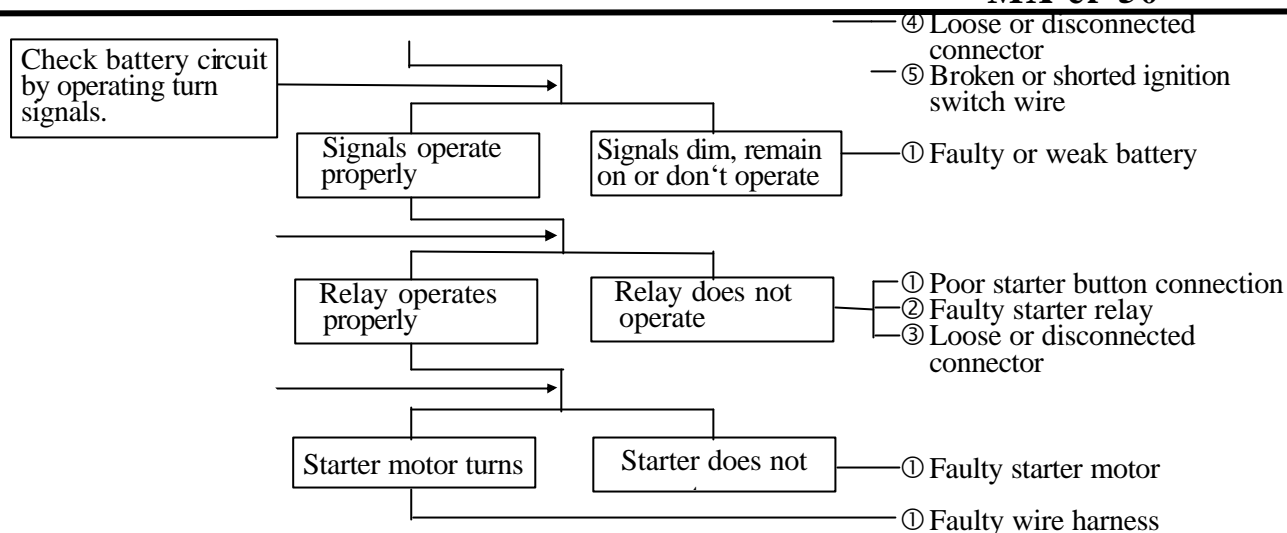 ④ Loose or disconnected
connector
⑤ Broken or shorted ignition
switch wire
Check battery circuit
by operating turn
signals.
Signals operate
properly
Signals dim, remain
on or don‘t operate
① Faulty or weak battery
Relay operates
properly
Relay does not
operate
① Poor starter button connection
② Faulty starter relay
③ Loose or disconnected
connector
Starter motor turns
Starter does not
① Faulty starter motor
① Faulty wire harness